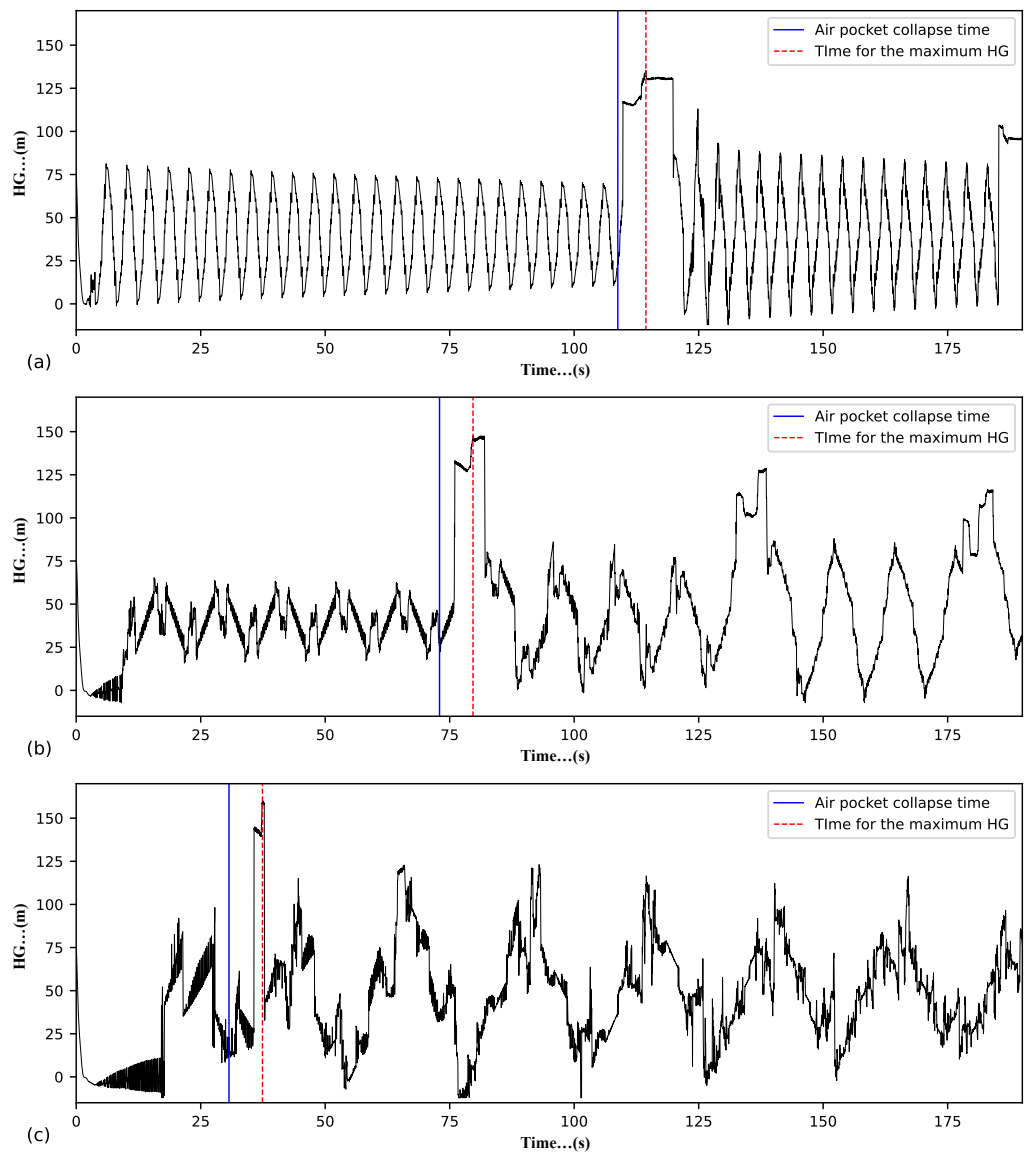 150
125
100
75
50
25
0
HG…(m)
Air pocket collapse time
TIme for the maximum HG
0 25 50 75 100 125 150 175
(a)
Time…(s)
150
125
100
75
50
25
0
HG…(m)
Air pocket collapse time
TIme for the maximum HG
0 25 50 75 100 125 150 175
(b)
Time…(s)
150
125
100
75
50
25
0
HG…(m)
Air pocket collapse time
TIme for the maximum HG
0 25 50 75 100 125 150 175
(c)
Time…(s)